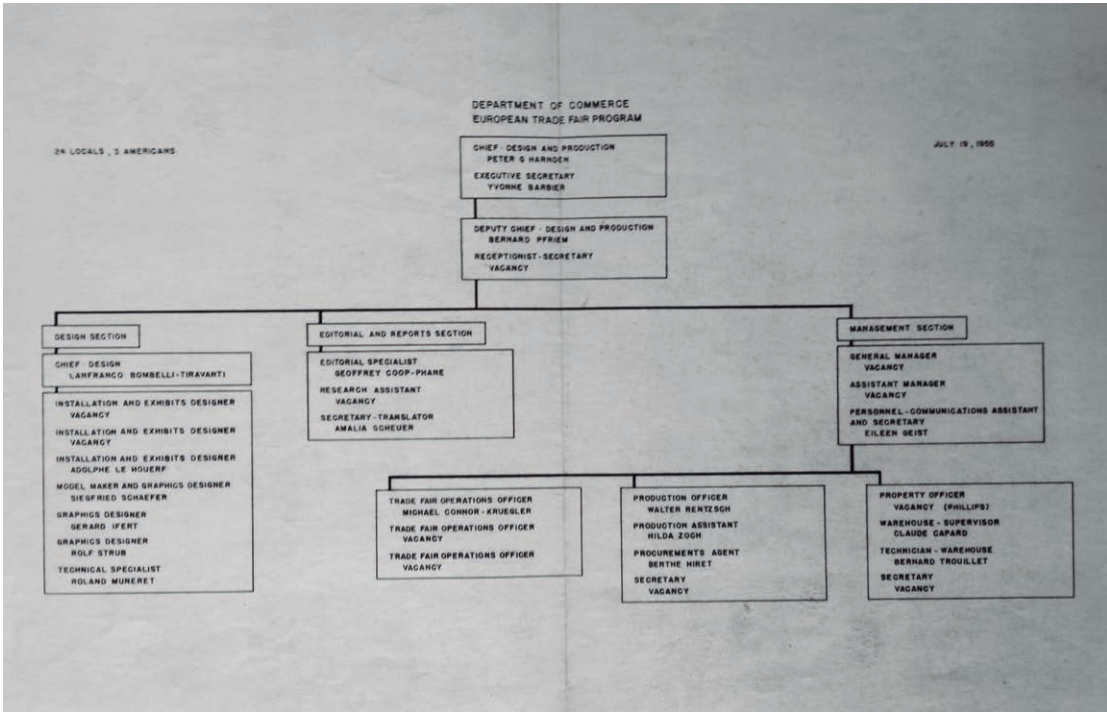 DEPARTMENT OF COMMERCE
EUROPEAN TRADE FAIR PROGRAM
24 LOCALS, 5 AMERICANS
JULY 19, 1955
CHIEF - DESIGN AND PRODUCTION
PETER G HARNDEN
EXECUTIVE SECRETARY
YVONNE BARBIER
DEPUTY CHIEF - DESIGN AND PRODUCTION
BERNARD PFRIEM
RECEPTIONIST-SECRETARY
VACANCY
DESIGN SECTION
CHIEF - DESIGN
LANFRANCO BOMBELLI-TIRAVANTI
INSTALLATION AND EXHIBITS DESIGNER
VACANCY
INSTALLATION AND EXHIBITS DESIGNER
VACANCY
INSTALLATION AND EXHIBITS DESIGNER
ADOLPHE LE HOUERF
MODEL MAKER AND GRAPHICS DESIGNER
SIEGFRIED SCHAEFER
GRAPHICS DESIGNER
GERARD IFERT
GRAPHICS DESIGNER
ROLF STRUB
TECHNICAL SPECIALIST
ROLAND MUNERET
EDITORIAL AND REPORTS SECTION
EDITORIAL SPECIALIST
GEOFFREY COOP-PHANE
RESEARCH ASSISTANT
VACANCY
SECRETARY-TRANSLATOR
AMALIA SCHEUER
MANAGEMENT SECTION
GENERAL MANAGER
VACANCY
ASSISTANT MANAGER
VACANCY
PERSONNEL-COMMUNICATIONS ASSISTANT
AND SECRETARY
EILEEN GEIST
TRADE FAIR OPERATIONS OFFICER
MICHAEL CONNOR-KRUEGLER
TRADE FAIR OPERATIONS OFFICER
VACANCY
TRADE FAIR OPERATIONS OFFICER
VACANCY
PRODUCTION OFFICER
WALTER RENTZSCH
PRODUCTION ASSISTANT
HILDA ZOGH
PROCUREMENTS AGENT
BERTHE HIRET
SECRETARY
VACANCY
PROPERTY OFFICER
VACANCY (PHILLIPS)
WAREHOUSE - SUPERVISOR
CLAUDE CAPARD
TECHNICIAN - WAREHOUSE
BERNARD TROUILLET
SECRETARY
VACANCY